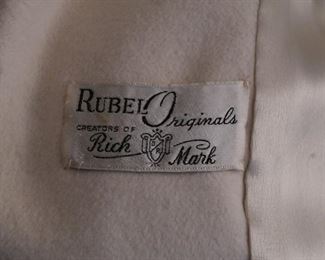 RUBEL Originals
CREATORS OF
Rich Mark